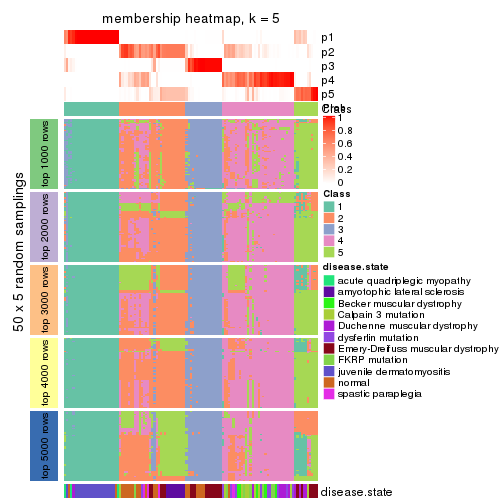 membership heatmap, k = 5
p1
p2
p3
p4
p5
Class
1
0.8
0.6
0.4
0.2
0
Class
1
2
3
4
5
disease.state
acute quadriplegic myopathy
amyotophic lateral sclerosis
Becker muscular dystrophy
Calpain 3 mutation
Duchenne muscular dystrophy
dysferlin mutation
Emery-Dreifuss muscular dystrophy
FKRP mutation
juvenile dermatomyositis
normal
spastic paraplegia
50 x 5 random samplings
top 1000 rows
top 2000 rows
top 3000 rows
top 4000 rows
top 5000 rows
disease.state